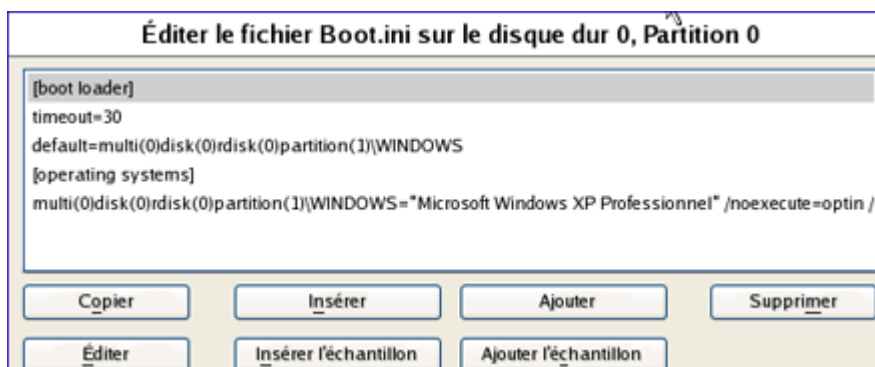 Éditer le fichier Boot.ini sur le disque dur 0, Partition 0
[boot loader]
timeout=30
default=multi(0)disk(0)rdisk(0)partition(1)\WINDOWS
[operating systems]
multi(0)disk(0)rdisk(0)partition(1)\WINDOWS="Microsoft Windows XP Professionnel" /noexecute=optin /
Copier Insérer Ajouter Supprimer
Éditer Insérer l'échantillon Ajouter l'échantillon